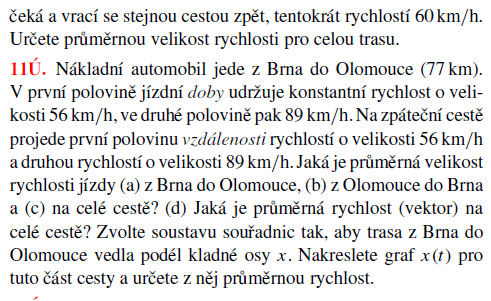 čeká a vrací se stejnou cestou zpět, tentokrát rychlostí 60 km/h.
Určete průměrnou velikost rychlosti pro celou trasu.
11Ú. Nákladní automobil jede z Brna do Olomouce (77 km).
V první polovině jízdní doby udržuje konstantní rychlost o veli-
kosti 56 km/h, ve druhé polovině pak 89 km/h. Na zpáteční cestě
projede první polovinu vzdálenosti rychlostí o velikosti 56 km/h
a druhou rychlostí o velikosti 89 km/h. Jaká je průměrná velikost
rychlosti jízdy (a) z Brna do Olomouce, (b) z Olomouce do Brna
a (c) na celé cestě? (d) Jaká je průměrná rychlost (vektor) na
celé cestě? Zvolte soustavu souřadnic tak, aby trasa z Brna do
Olomouce vedla podél kladné osy x. Nakreslete graf x(t) pro
tuto část cesty a určete z něj průměrnou rychlost.